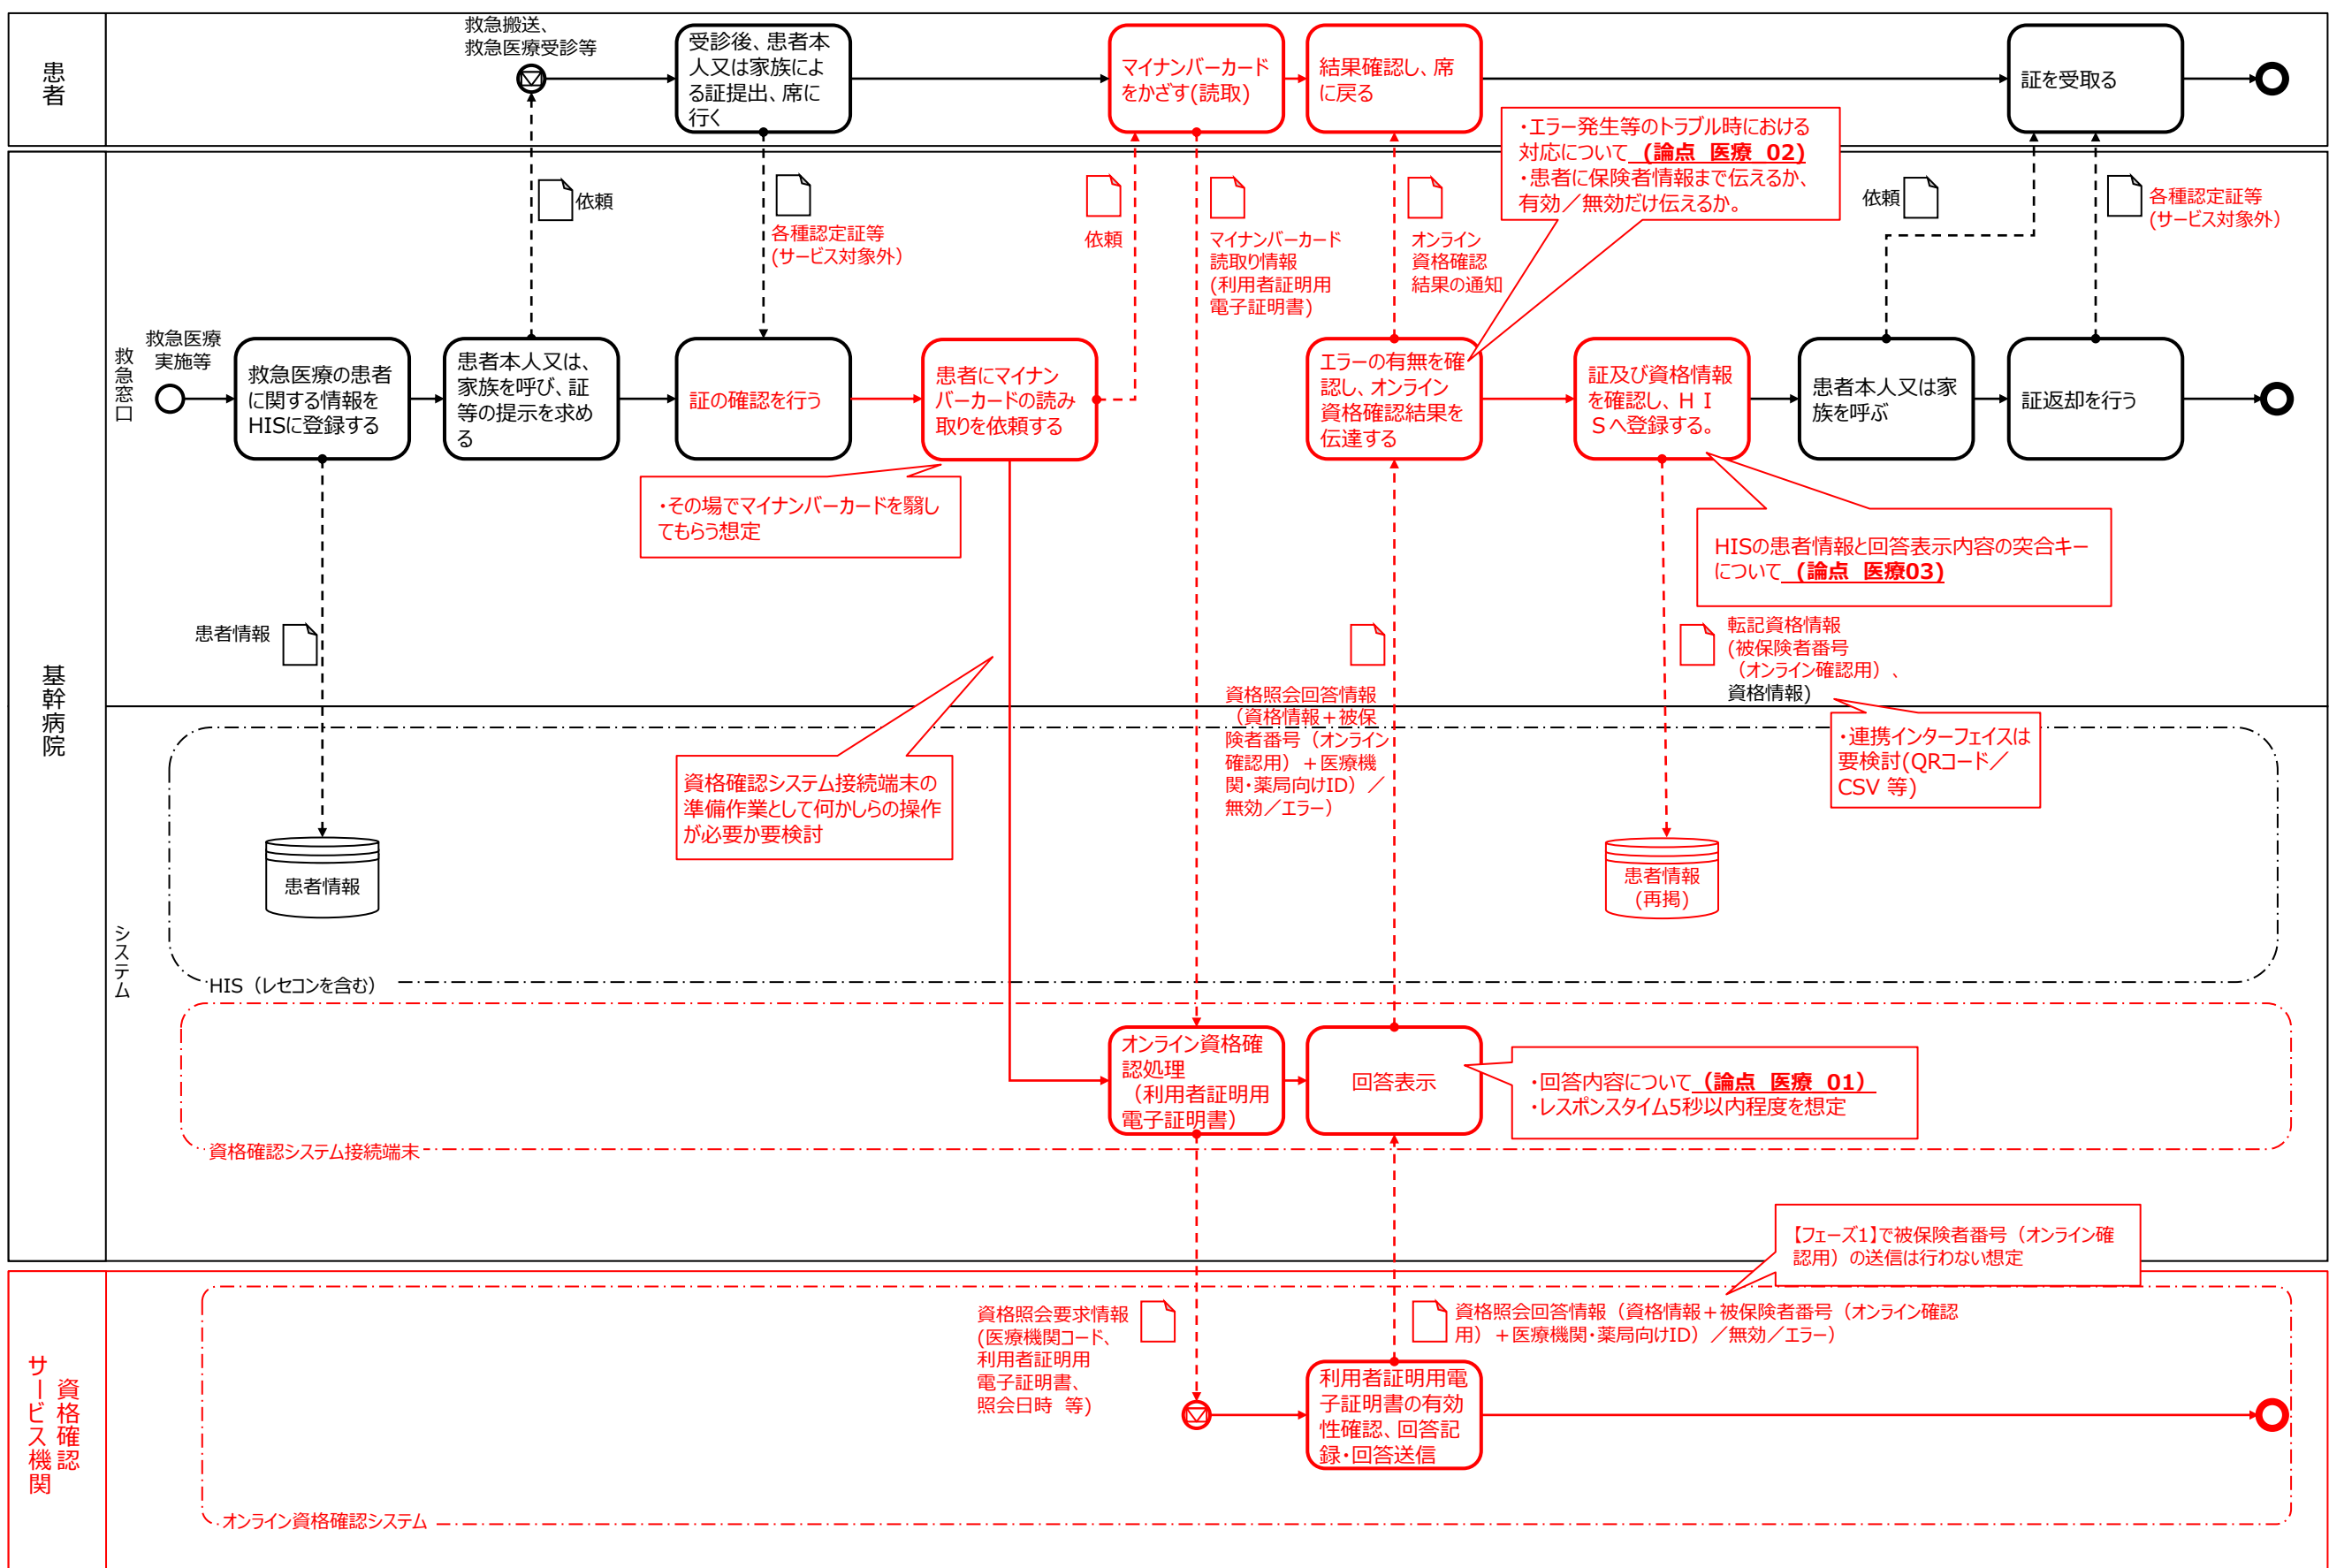 患者
救急搬送、
救急医療受診等
受診後、患者本
人又は家族によ
る証提出、席に
行く
マイナンバーカード
をかざす(読取)
結果確認し、席
に戻る
証を受取る
・エラー発生等のトラブル時における
対応について （論点 医療 02）
・患者に保険者情報まで伝えるか、
有効／無効だけ伝えるか。
基幹病院
救急窓口
依頼
各種認定証等
(サービス対象外）
依頼
マイナンバーカード
読取り情報
(利用者証明用
電子証明書)
オンライン
資格確認
結果の通知
依頼
各種認定証等
(サービス対象外）
救急医療
実施等
救急医療の患者
に関する情報を
HISに登録する
患者本人又は、
家族を呼び、証
等の提示を求め
る
証の確認を行う
患者にマイナン
バーカードの読み
取りを依頼する
エラーの有無を確
認し、オンライン
資格確認結果を
伝達する
証及び資格情報
を確認し、ＨＩ
Ｓへ登録する。
患者本人又は家
族を呼ぶ
証返却を行う
・その場でマイナンバーカードを翳し
てもらう想定
HISの患者情報と回答表示内容の突合キー
について （論点 医療03）
患者情報
転記資格情報
(被保険者番号
（オンライン確認用）、
資格情報)
資格照会回答情報
（資格情報＋被保
険者番号（オンライン
確認用）＋医療機
関・薬局向けID）／
無効／エラー）
・連携インターフェイスは
要検討(QRコード／
CSV 等)
資格確認システム接続端末の
準備作業として何かしらの操作
が必要か要検討
システム
患者情報
患者情報
(再掲)
HIS（レセコンを含む）
オンライン資格確
認処理
（利用者証明用
電子証明書）
回答表示
・回答内容について （論点 医療 01）
・レスポンスタイム5秒以内程度を想定
資格確認システム接続端末
【フェーズ1】で被保険者番号（オンライン確
認用）の送信は行わない想定
資格確認
サービス機関
資格照会要求情報
(医療機関コード、
利用者証明用
電子証明書、
照会日時 等)
資格照会回答情報（資格情報＋被保険者番号（オンライン確認
用）＋医療機関・薬局向けID）／無効／エラー）
利用者証明用電
子証明書の有効
性確認、回答記
録・回答送信
オンライン資格確認システム